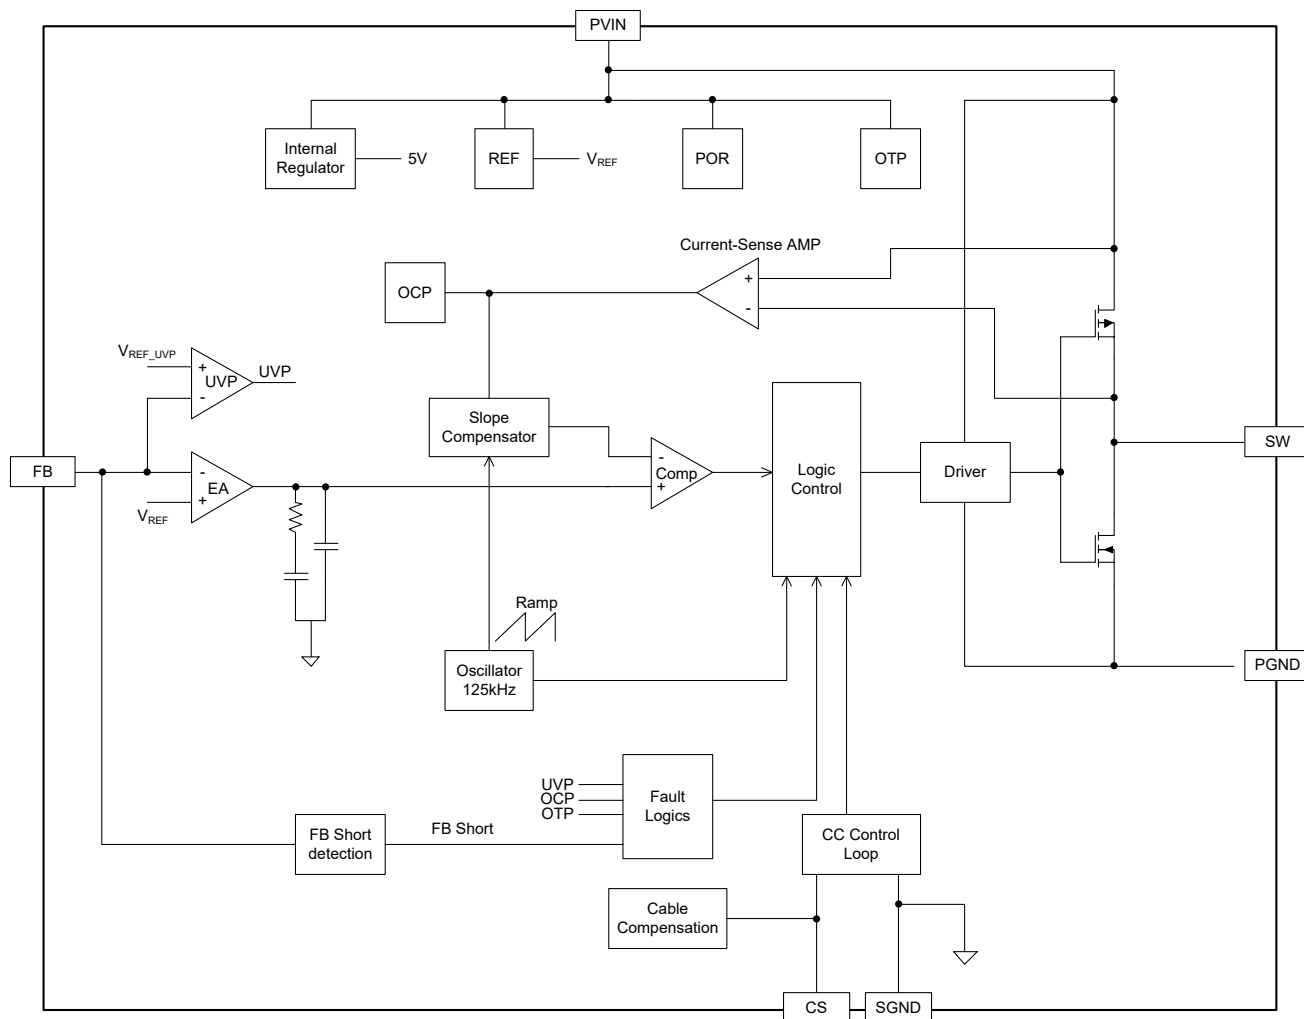 PVIN
Internal
Regulator
5V
REF
VREF
POR
OTP
Current-Sense AMP
OCP
+
-
VREF_UVP
+
UVP
-
UVP
Slope
Compensator
FB
-
EA
+
VREF
-
Comp
+
Logic
Control
Driver
SW
Ramp
Oscillator
125kHz
PGND
UVP
OCP
OTP
Fault
Logics
FB Short
detection
FB Short
CC Control
Loop
Cable
Compensation
CS
SGND